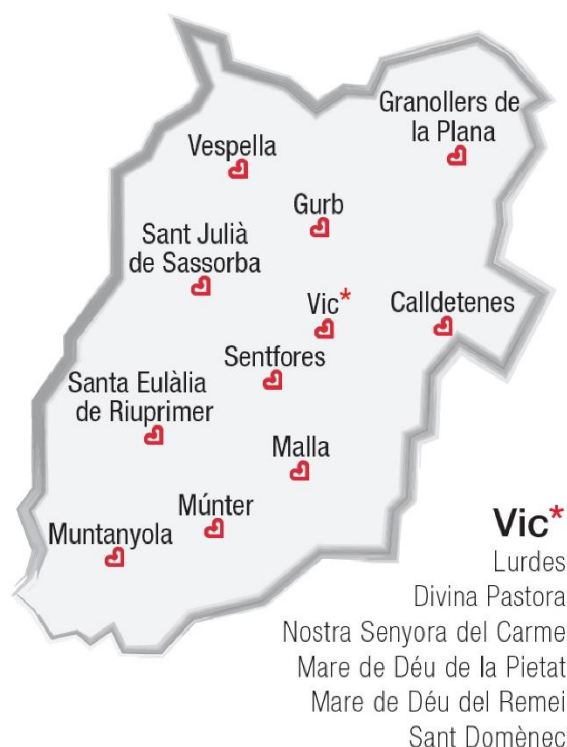 Granollers de
la Plana
Vespella
Gurb
Sant Julià
de Sassorba
Vic*
Calldetenes
Sentfores
Santa Eulàlia
de Riuprimer
Malla
Múnter
Muntanyola
Vic*
Lurdes
Divina Pastora
Nostra Senyora del Carme
Mare de Déu de la Pietat
Mare de Déu del Remei
Sant Domènec